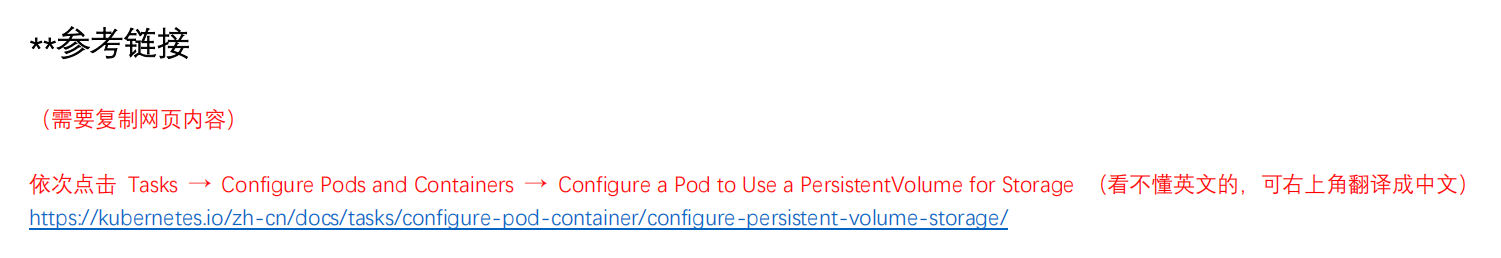 **参考链接
（需要复制网页内容）
依次点击 Tasks → Configure Pods and Containers → Configure a Pod to Use a PersistentVolume for Storage （看不懂英文的，可右上角翻译成中文）
https://kubernetes.io/zh-cn/docs/tasks/configure-pod-container/configure-persistent-volume-storage/